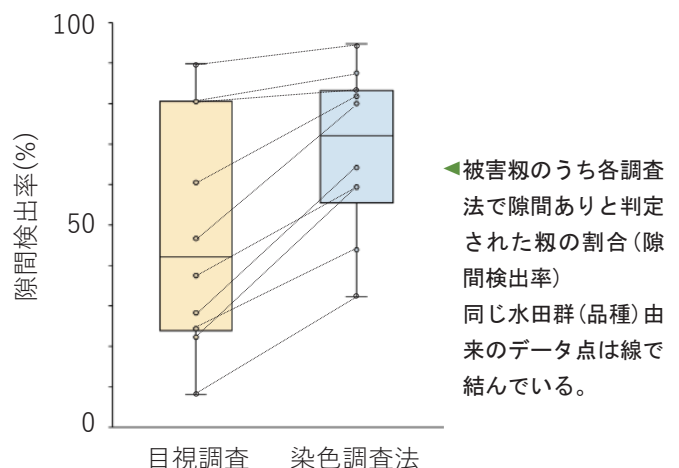 100
50
0
隙間検出率(%)
目視調査
染色調査法
◀被害籾のうち各調査
法で隙間ありと判定
された籾の割合(隙
間検出率)
同じ水田群(品種)由
来のデータ点は線で
結んでいる。